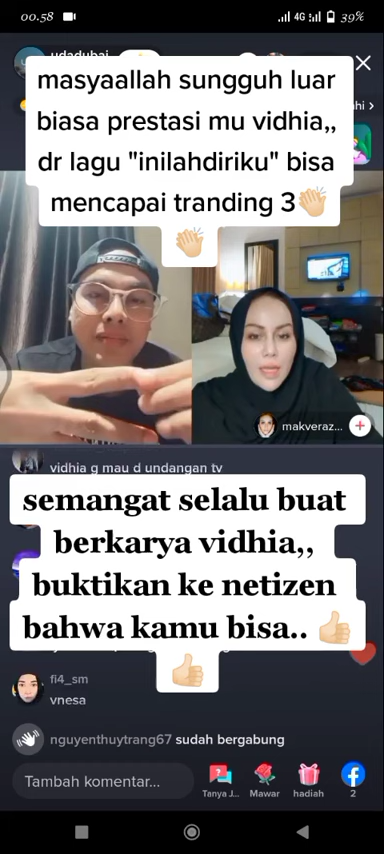 00.58
4G
39%
udadubai
masyaallah sungguh luar
biasa prestasi mu vidhia,,
dr lagu "inilahdiriku" bisa
mencapai tranding 3👏🏻
👏🏻
makveraz...
vidhia g mau d undangan tv
semangat selalu buat
berkarya vidhia,,
buktikan ke netizen
bahwa kamu bisa.. 👍🏻
👍🏻
fi4_sm
vnesa
nguyenthuytrang67 sudah bergabung
Tambah komentar...
Tanya J...
Mawar
hadiah
2